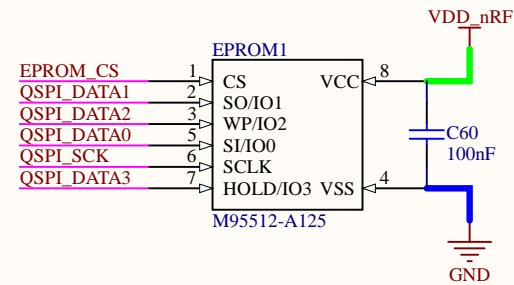 VDD_nRF
EPROM1
EPROM_CS 1 CS VCC 8
QSPI_DATA1 2 SO/IO1
QSPI_DATA2 3 WP/IO2
QSPI_DATA0 5 SI/IO0
QSPI_SCK 6 SCLK
QSPI_DATA3 7 HOLD/IO3 VSS 4
C60
100nF
M95512-A125
GND